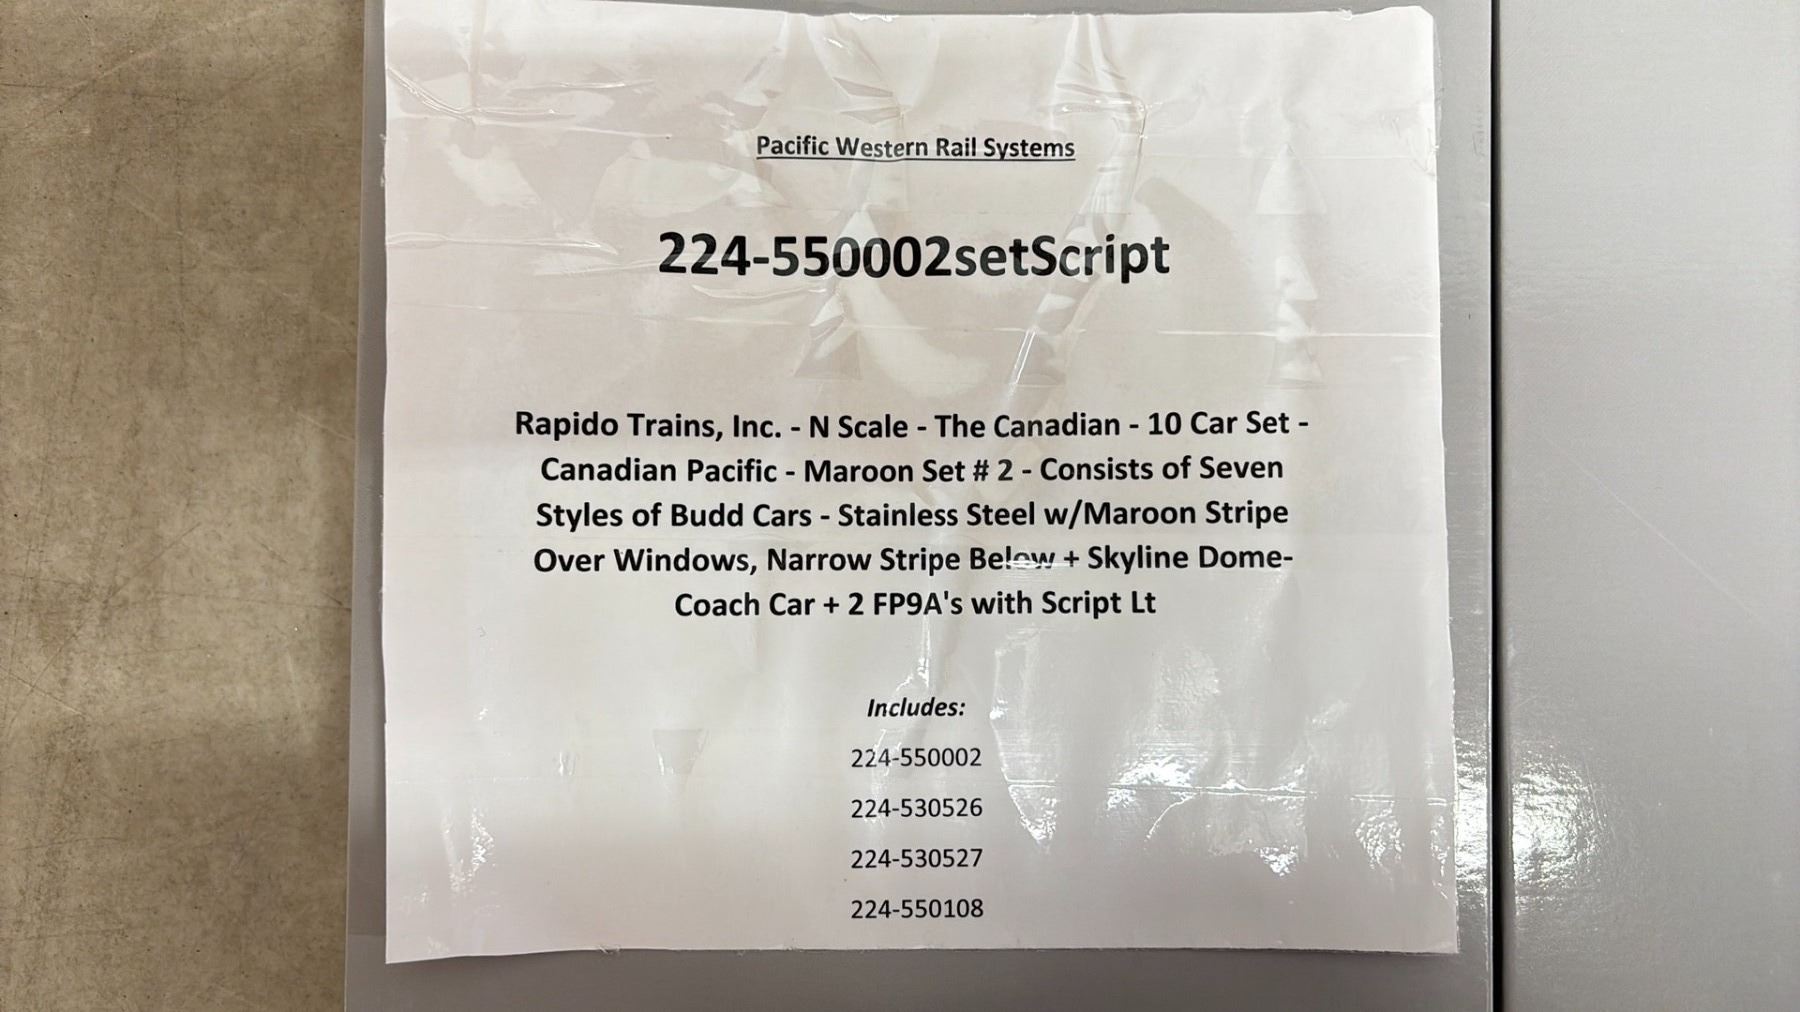 Pacific Western Rail Systems
224-550002setScript
Rapido Trains, Inc. - N Scale - The Canadian - 10 Car Set -
Canadian Pacific - Maroon Set # 2 - Consists of Seven
Styles of Budd Cars - Stainless Steel w/Maroon Stripe
Over Windows, Narrow Stripe Below + Skyline Dome-
Coach Car + 2 FP9A's with Script Lt
Includes:
224-550002
224-530526
224-530527
224-550108